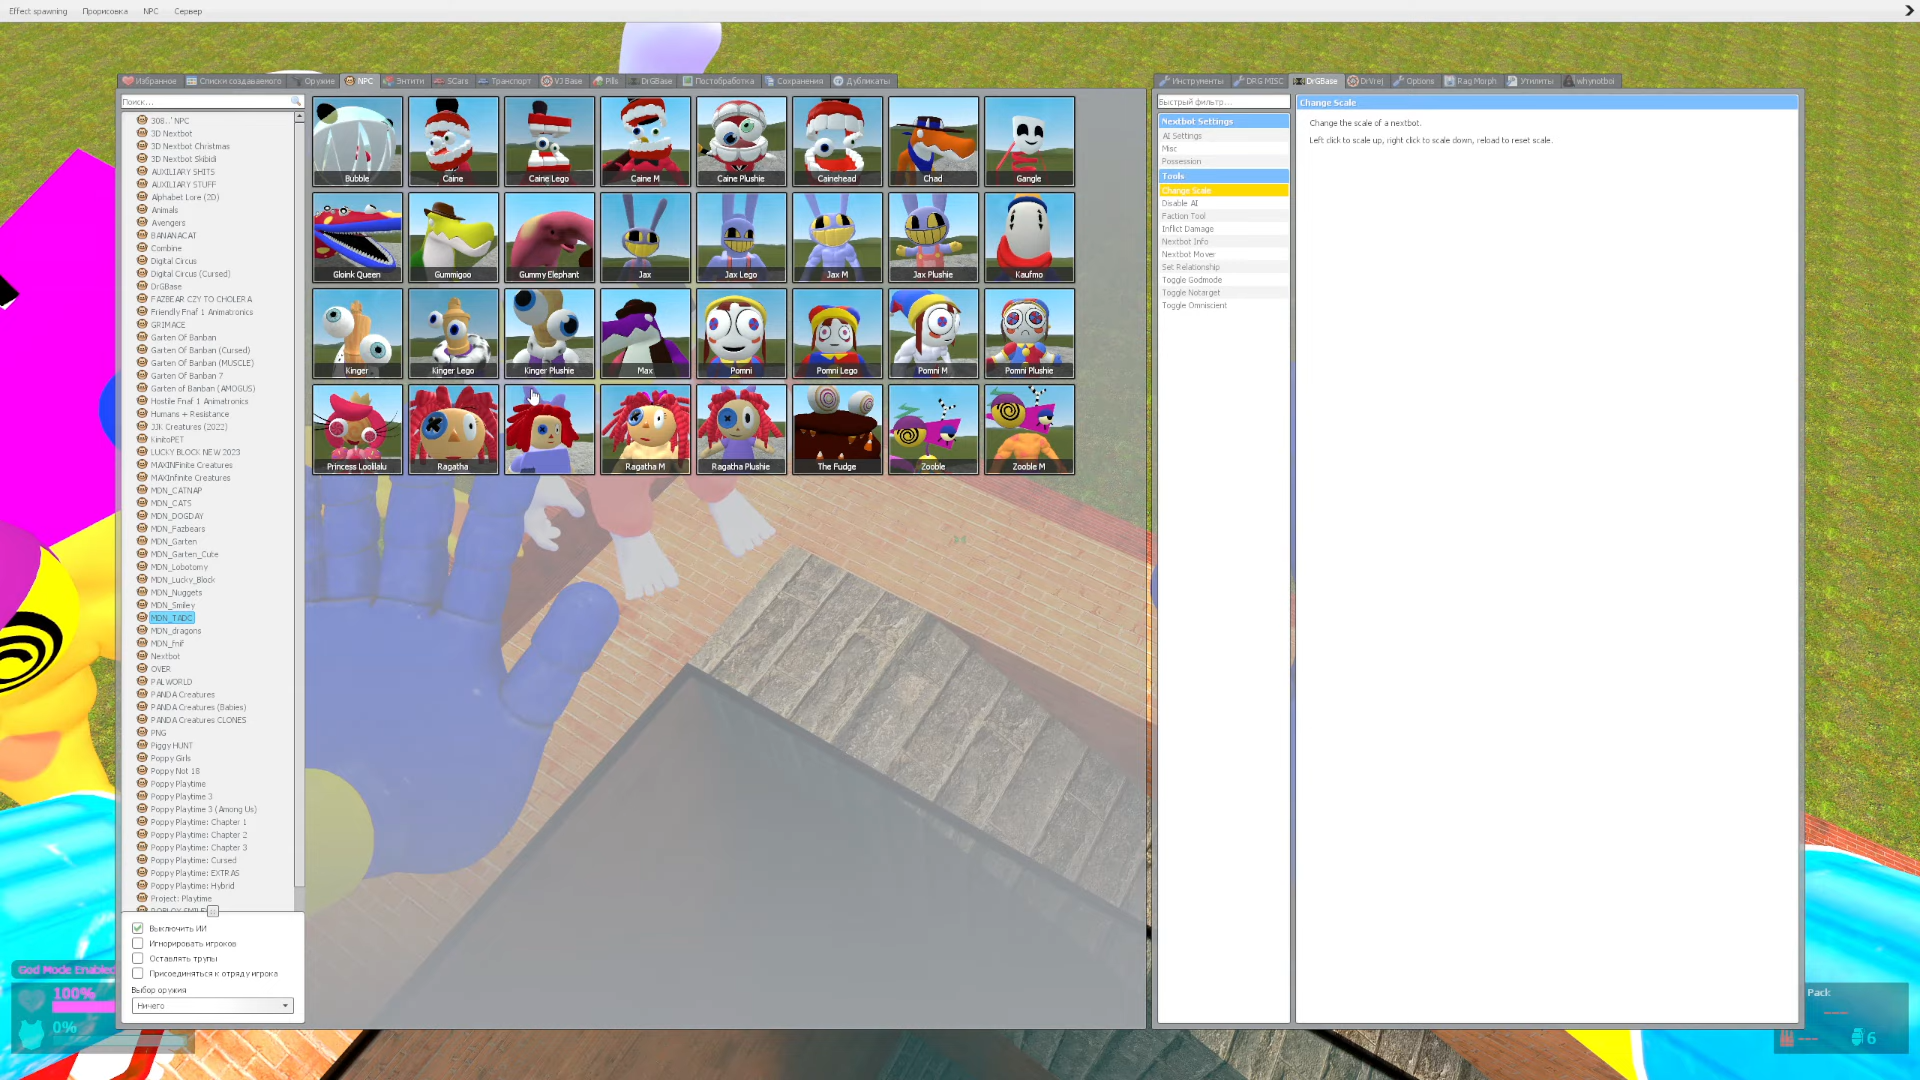 Effect spawning
Прорисовка
NPC
Сервер
Избранное
Списки создаваемого
Оружие
NPC
Энтити
SCars
Транспорт
VJ Base
Pills
DrGBase
Постобработка
Сохранения
Дубликаты
Поиск...
308..' NPC
3D Nextbot
3D Nextbot Christmas
3D Nextbot Skibidi
AUXILIARY SHITS
AUXILIARY STUFF
Alphabet Lore (2D)
Animals
Avengers
BANANACAT
Combine
Digital Circus
Digital Circus (Cursed)
DrGBase
FAZBEAR CZY TO CHOLERA
Friendly Fnaf 1 Animatronics
GRIMACE
Garten Of Banban
Garten Of Banban (Cursed)
Garten Of Banban (MUSCLE)
Garten Of Banban 7
Garten of Banban (AMOGUS)
Hostile Fnaf 1 Animatronics
Humans + Resistance
JJK Creatures (2022)
KinitoPET
LUCKY BLOCK NEW 2023
MAXINFinite Creatures
MAXInfinite Creatures
MDN_CATNAP
MDN_CATS
MDN_DOGDAY
MDN_Fazbears
MDN_Garten
MDN_Garten_Cute
MDN_Lobotomy
MDN_Lucky_Block
MDN_Nuggets
MDN_Smiley
MDN_TADC
MDN_dragons
MDN_fnif
Nextbot
OVER
PALWORLD
PANDA Creatures
PANDA Creatures (Babies)
PANDA Creatures CLONES
PNG
Piggy HUNT
Poppy Girls
Poppy Not 18
Poppy Playtime
Poppy Playtime 3
Poppy Playtime 3 (Among Us)
Poppy Playtime: Chapter 1
Poppy Playtime: Chapter 2
Poppy Playtime: Chapter 3
Poppy Playtime: Cursed
Poppy Playtime: EXTRAS
Poppy Playtime: Hybrid
Project: Playtime
Выключить ИИ
Игнорировать игроков
Оставлять трупы
Присоединяться к отряду игрока
Выбор оружия
Ничего
Bubble
Caine
Caine Lego
Caine M
Caine Plushie
Cainehead
Chad
Gangle
Gloink Queen
Gummigoo
Gummy Elephant
Jax
Jax Lego
Jax M
Jax Plushie
Kaufmo
Kinger
Kinger Lego
Kinger Plushie
Max
Pomni
Pomni Lego
Pomni M
Pomni Plushie
Princess Loolilalu
Ragatha
Ragatha M
Ragatha Plushie
The Fudge
Zooble
Zooble M
Инструменты
DRG MISC
DrGBase
DrVrej
Options
Rag Morph
Утилиты
whynotboi
Быстрый фильтр...
Nextbot Settings
AI Settings
Misc
Possession
Tools
Change Scale
Disable AI
Faction Tool
Inflict Damage
Nextbot Info
Nextbot Mover
Set Relationship
Toggle Godmode
Toggle Notarget
Toggle Omniscient
Change Scale
Change the scale of a nextbot.
Left click to scale up, right click to scale down, reload to reset scale.
God Mode Enabled
100%
0%
Pack:
6